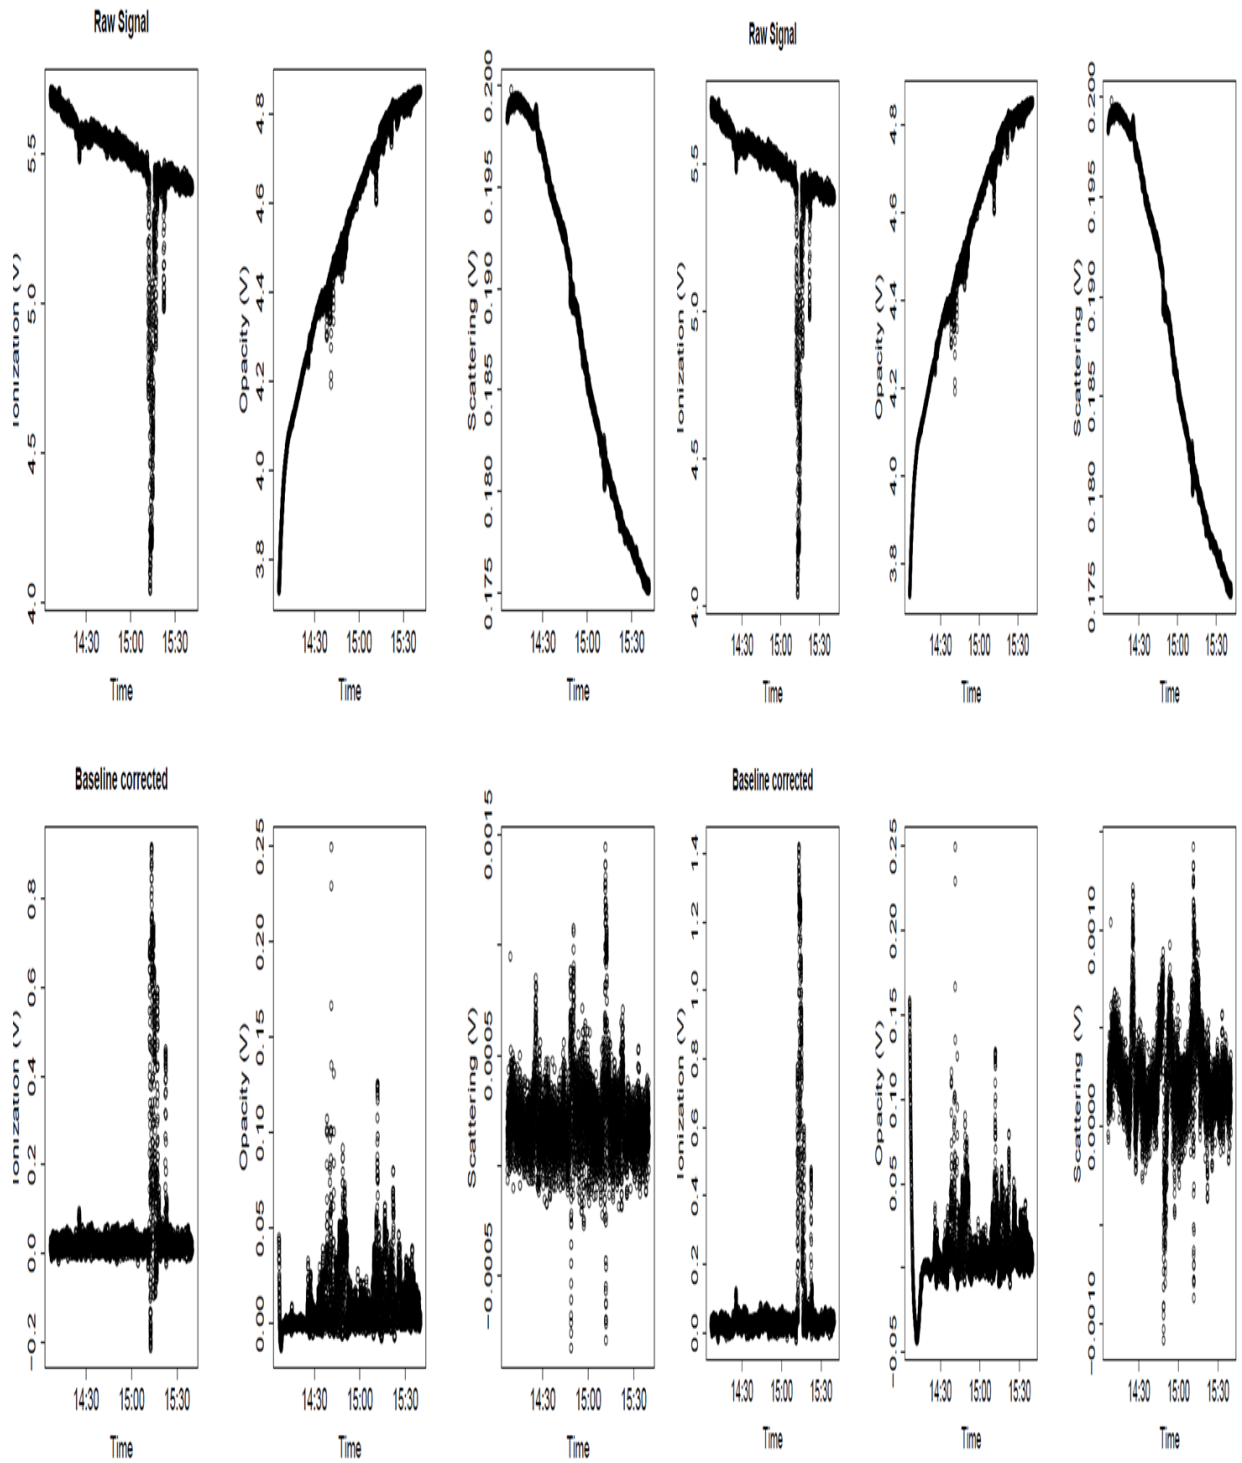 Raw Signal
Raw Signal
Ionization (V)
4.0 4.5 5.0 5.5
14:30 15:00 15:30
Time
Opacity (V)
3.8 4.0 4.2 4.4 4.6 4.8
14:30 15:00 15:30
Time
Scattering (V)
0.175 0.180 0.185 0.190 0.195 0.200
14:30 15:00 15:30
Time
Ionization (V)
4.0 4.5 5.0 5.5
14:30 15:00 15:30
Time
Opacity (V)
3.8 4.0 4.2 4.4 4.6 4.8
14:30 15:00 15:30
Time
Scattering (V)
0.175 0.180 0.185 0.190 0.195 0.200
14:30 15:00 15:30
Time
Baseline corrected
Baseline corrected
Ionization (V)
−0.2 0.0 0.2 0.4 0.6 0.8
14:30 15:00 15:30
Time
Opacity (V)
0.00 0.05 0.10 0.15 0.20 0.25
14:30 15:00 15:30
Time
Scattering (V)
−0.0005 0.0005 0.0015
14:30 15:00 15:30
Time
Ionization (V)
0.0 0.2 0.4 0.6 0.8 1.0 1.2 1.4
14:30 15:00 15:30
Time
Opacity (V)
−0.05 0.05 0.10 0.15 0.20 0.25
14:30 15:00 15:30
Time
Scattering (V)
−0.0010 0.0000 0.0010
14:30 15:00 15:30
Time